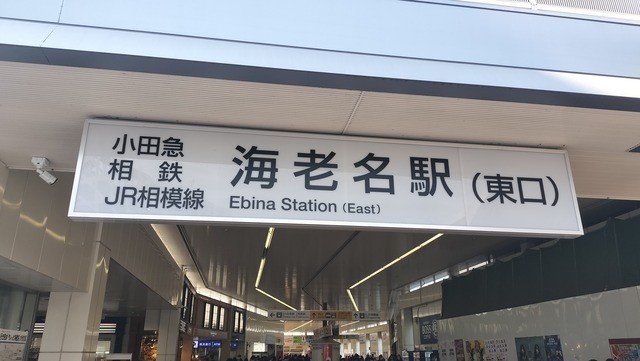 小田急
相鉄
JR相模線
海老名駅(東口)
Ebina Station (East)